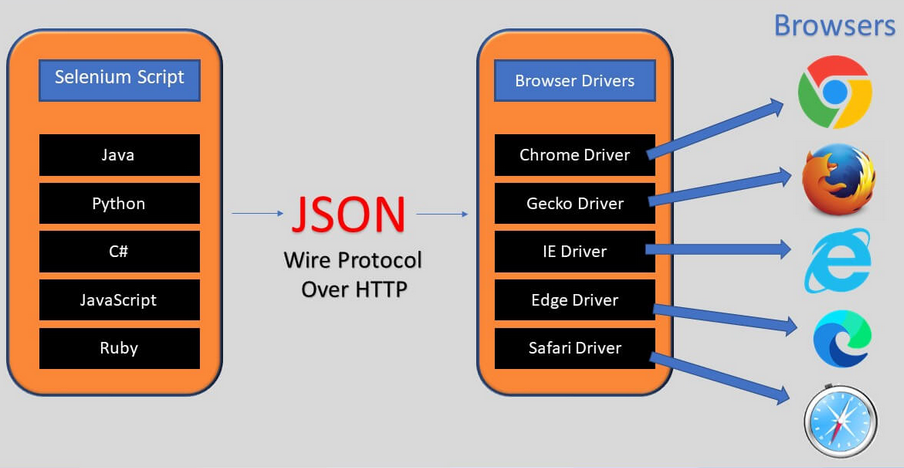 Browsers
Selenium Script
Java
Python
C#
JavaScript
Ruby
JSON
Wire Protocol
Over HTTP
Browser Drivers
Chrome Driver
Gecko Driver
IE Driver
Edge Driver
Safari Driver